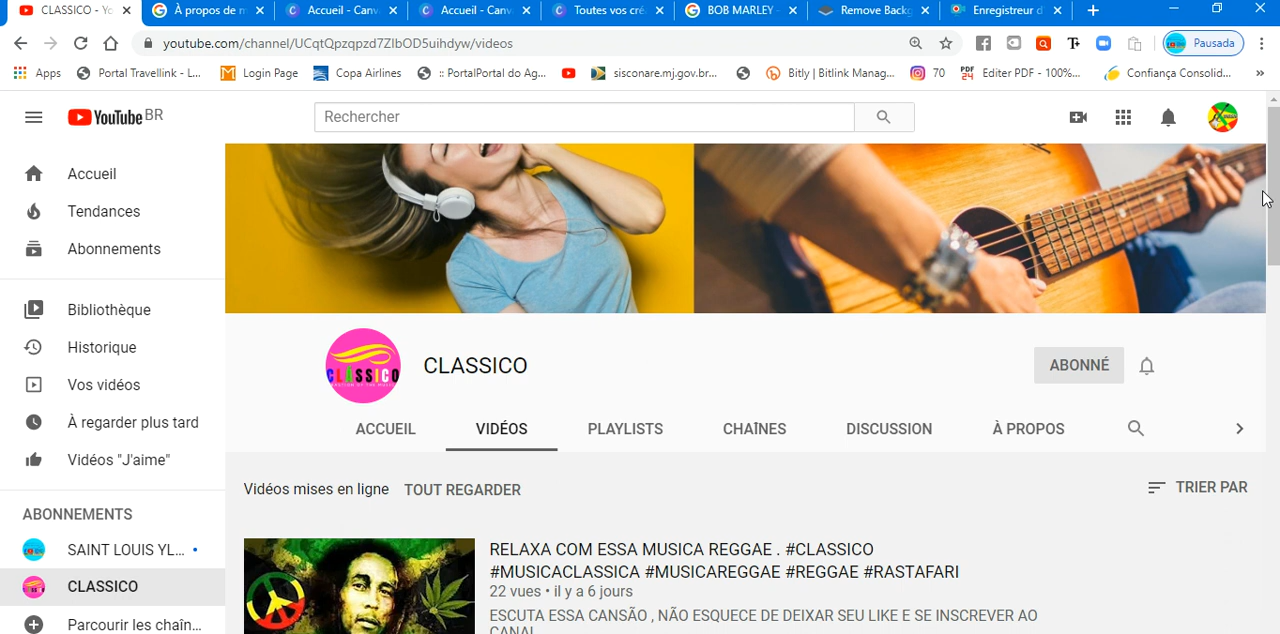 CLASSICO - Yo
À propos de m
Accueil - Canv
Accueil - Canv
Toutes vos cré
BOB MARLEY -
Remove Backg
Enregistreur d
youtube.com/channel/UCqtQpzqpzd7ZIbOD5uihdyw/videos
Pausada
Apps
Portal Travellink - L...
Login Page
Copa Airlines
:: PortalPortal do Ag...
sisconare.mj.gov.br...
Bitly | Bitlink Manag...
70
Editer PDF - 100%...
Confiança Consolid...
»
YouTube BR
Rechercher
Accueil
Tendances
Abonnements
Bibliothèque
Historique
Vos vidéos
À regarder plus tard
Vidéos "J'aime"
ABONNEMENTS
SAINT LOUIS YL... •
CLASSICO
Parcourir les chaîn...
CLÁSSICO
CLASSICO
ABONNÉ
ACCUEIL
VIDÉOS
PLAYLISTS
CHAÎNES
DISCUSSION
À PROPOS
Vidéos mises en ligne
TOUT REGARDER
TRIER PAR
RELAXA COM ESSA MUSICA REGGAE . #CLASSICO
#MUSICACLASSICA #MUSICAREGGAE #REGGAE #RASTAFARI
22 vues • il y a 6 jours
ESCUTA ESSA CANSÃO , NÃO ESQUECE DE DEIXAR SEU LIKE E SE INSCREVER AO
CANAL